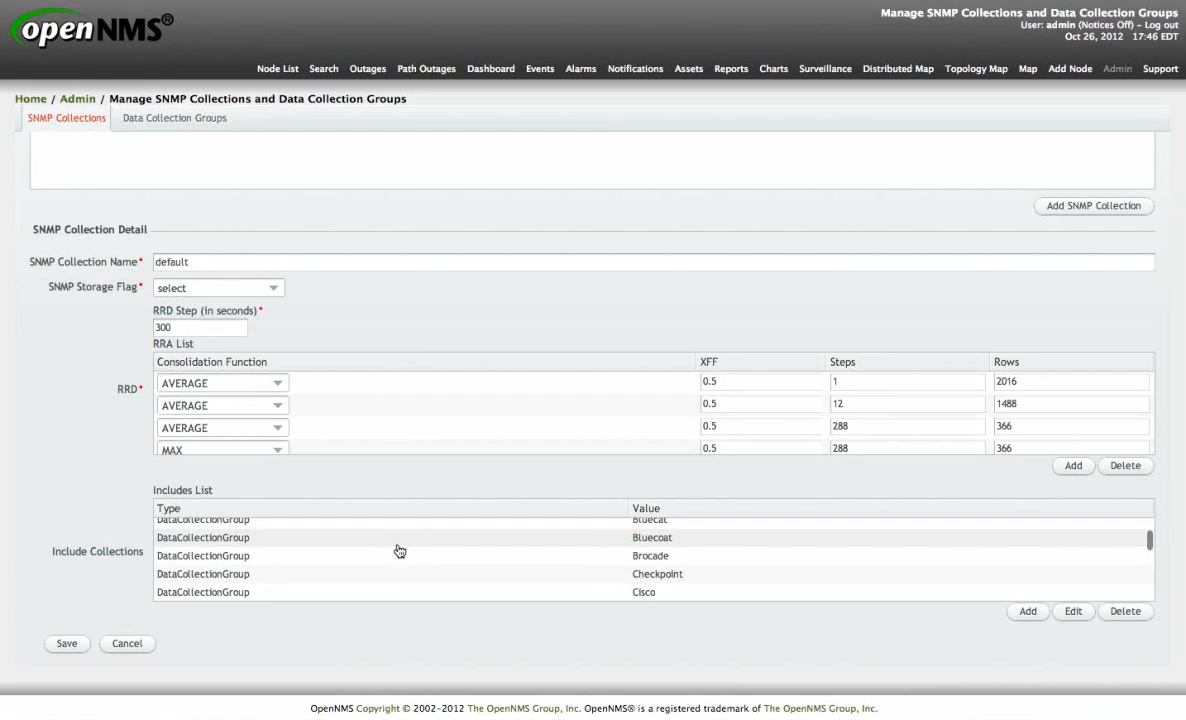 openNMS®
Manage SNMP Collections and Data Collection Groups
User: admin (Notices Off) – Log out
Oct 26, 2012 17:46 EDT
Node List Search Outages Path Outages Dashboard Events Alarms Notifications Assets Reports Charts Surveillance Distributed Map Topology Map Map Add Node Admin Support
Home / Admin / Manage SNMP Collections and Data Collection Groups
SNMP Collections Data Collection Groups
Add SNMP Collection
SNMP Collection Detail
SNMP Collection Name* default
SNMP Storage Flag* select
RRD Step (in seconds)*
300
RRA List
Consolidation Function XFF Steps Rows
RRD*
AVERAGE 0.5 1 2016
AVERAGE 0.5 12 1488
AVERAGE 0.5 288 366
MAX 0.5 288 366
Add Delete
Includes List
Type Value
Include Collections
DataCollectionGroup Bluecat
DataCollectionGroup Bluecoat
DataCollectionGroup Brocade
DataCollectionGroup Checkpoint
DataCollectionGroup Cisco
Add Edit Delete
Save Cancel
OpenNMS Copyright © 2002–2012 The OpenNMS Group, Inc. OpenNMS® is a registered trademark of The OpenNMS Group, Inc.